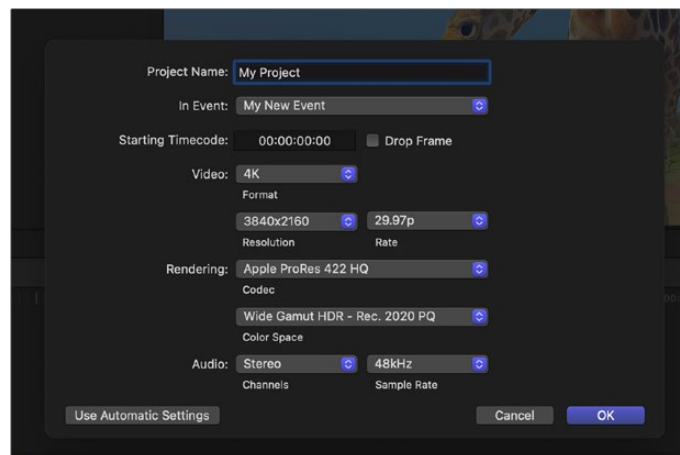 Project Name: My Project
In Event: My New Event
Starting Timecode: 00:00:00:00 Drop Frame
Video: 4K
Format
3840x2160 29.97p
Resolution Rate
Rendering: Apple ProRes 422 HQ
Codec
Wide Gamut HDR - Rec. 2020 PQ
Color Space
Audio: Stereo 48kHz
Channels Sample Rate
Use Automatic Settings Cancel OK